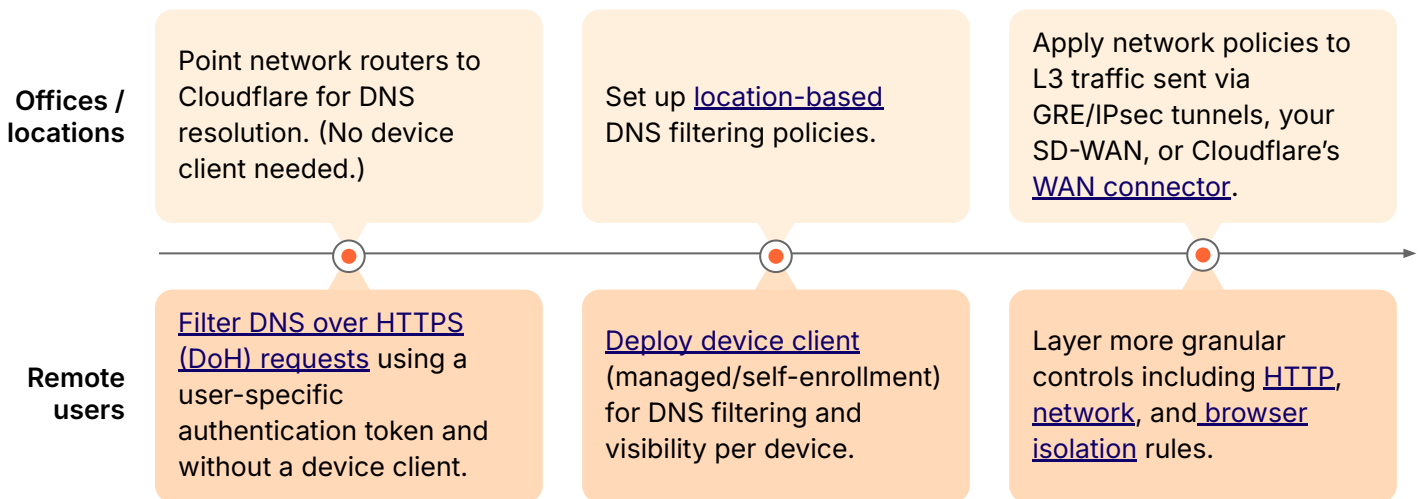 Offices /
locations
Point network routers to
Cloudflare for DNS
resolution. (No device
client needed.)
Set up location-based
DNS filtering policies.
Apply network policies to
L3 traffic sent via
GRE/IPsec tunnels, your
SD-WAN, or Cloudflare’s
WAN connector.
Remote
users
Filter DNS over HTTPS
(DoH) requests using a
user-specific
authentication token and
without a device client.
Deploy device client
(managed/self-enrollment)
for DNS filtering and
visibility per device.
Layer more granular
controls including HTTP,
network, and browser
isolation rules.